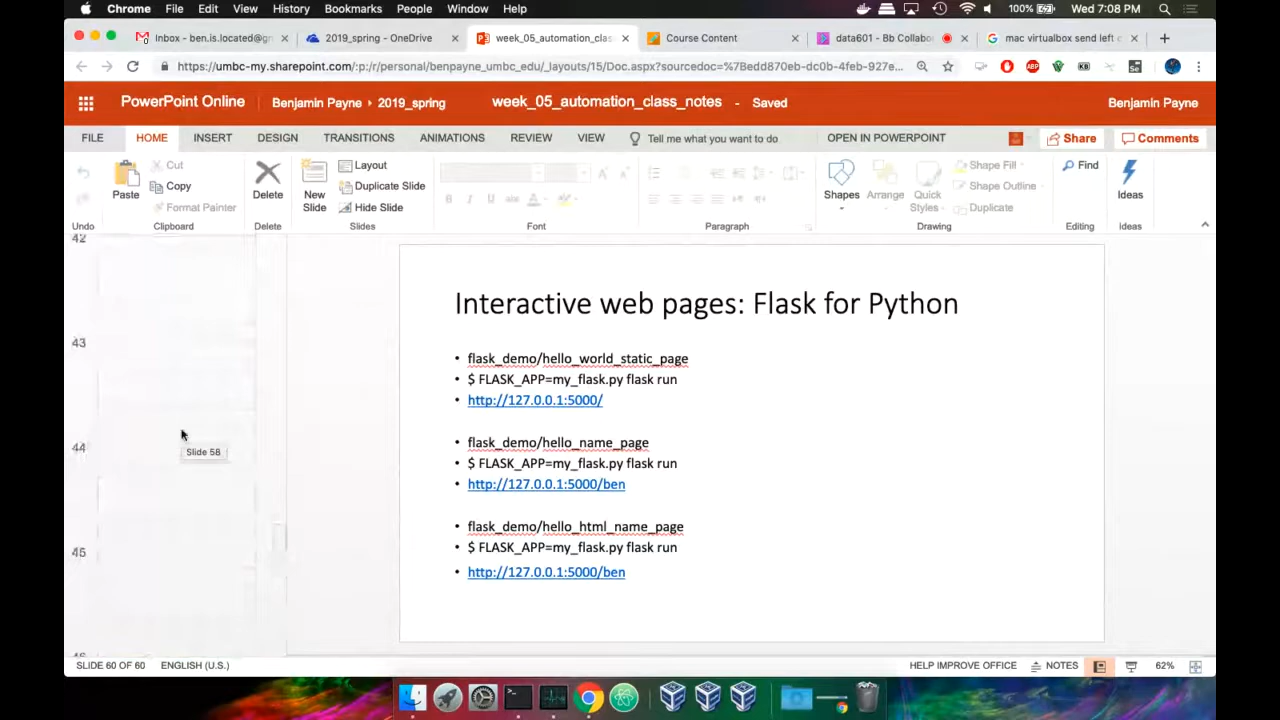 Chrome File Edit View History Bookmarks People Window Help 100% Wed 7:08 PM
Inbox - ben.is.located@gr
2019_spring - OneDrive
week_05_automation_clas
Course Content
data601 - Bb Collabo
mac virtualbox send left c
https://umbc-my.sharepoint.com/:p:/r/personal/benpayne_umbc_edu/_layouts/15/Doc.aspx?sourcedoc=%7Bedd870eb-dc0b-4feb-927e...
PowerPoint Online Benjamin Payne 2019_spring week_05_automation_class_notes - Saved Benjamin Payne
FILE HOME INSERT DESIGN TRANSITIONS ANIMATIONS REVIEW VIEW Tell me what you want to do OPEN IN POWERPOINT Share Comments
Paste
Cut
Copy
Format Painter
Delete
New Slide
Layout
Duplicate Slide
Hide Slide
Shapes
Arrange
Quick Styles
Shape Fill
Shape Outline
Duplicate
Find
Ideas
Undo Clipboard Delete Slides Font Paragraph Drawing Editing Ideas
42
43
44
Slide 58
45
Interactive web pages: Flask for Python
• flask_demo/hello_world_static_page
• $ FLASK_APP=my_flask.py flask run
• http://127.0.0.1:5000/
• flask_demo/hello_name_page
• $ FLASK_APP=my_flask.py flask run
• http://127.0.0.1:5000/ben
• flask_demo/hello_html_name_page
• $ FLASK_APP=my_flask.py flask run
• http://127.0.0.1:5000/ben
SLIDE 60 OF 60 ENGLISH (U.S.) HELP IMPROVE OFFICE NOTES 62%